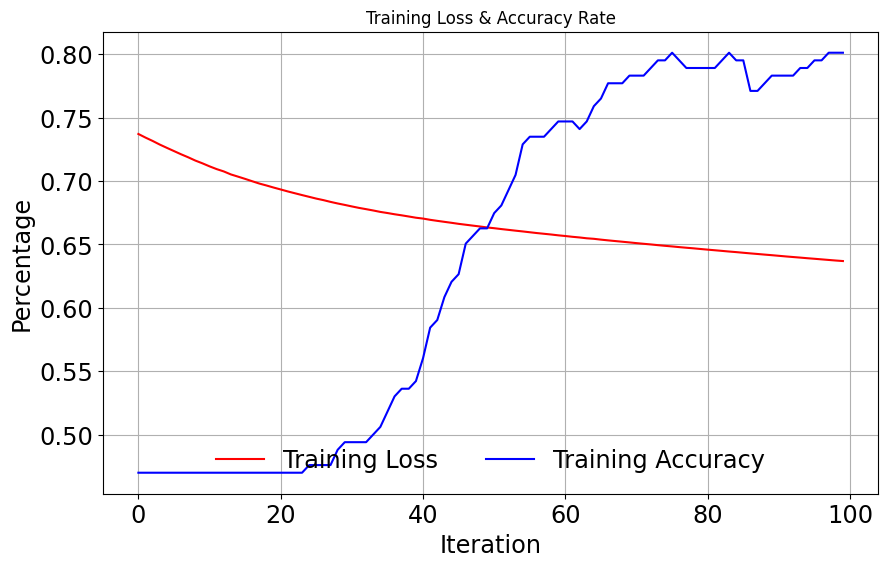 Training Loss & Accuracy Rate
0.80
0.75
0.70
0.65
0.60
0.55
0.50
Percentage
Training Loss Training Accuracy
0 20 40 60 80 100
Iteration